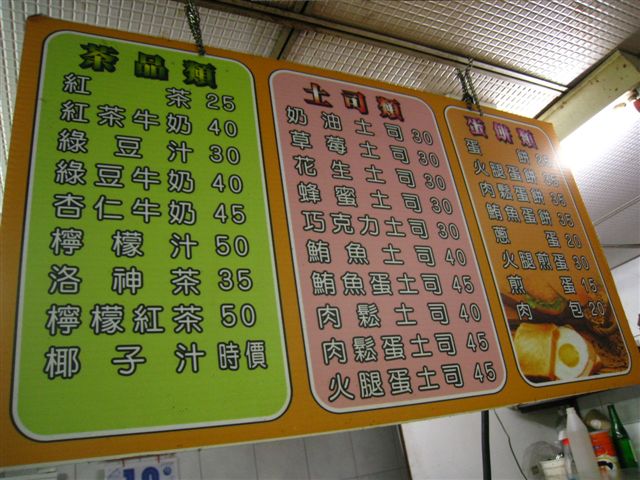 茶品類
紅茶 25
紅茶牛奶 40
綠豆汁 30
綠豆牛奶 40
杏仁牛奶 45
檸檬汁 50
洛神茶 35
檸檬紅茶 50
椰子汁 時價
土司類
奶油土司 30
草莓土司 30
花生土司 30
蜂蜜土司 30
巧克力土司 30
鮪魚土司 40
鮪魚蛋土司 45
肉鬆土司 40
肉鬆蛋土司 45
火腿蛋土司 45
蛋餅類
蛋餅 25
火腿蛋餅 35
肉鬆蛋餅 35
鮪魚蛋餅 35
蔥蛋 20
火腿煎蛋 30
煎蛋 15
肉包 20